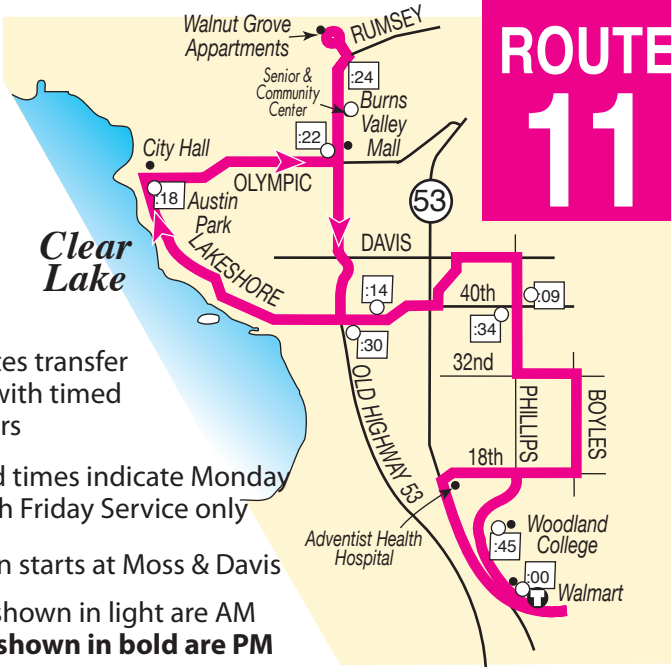 ROUTE
11
Walnut Grove
Appartments
RUMSEY
:24
Senior &
Community
Center
Burns
Valley
Mall
:22
City Hall
OLYMPIC
:18
Austin
Park
53
Clear
Lake
LAKESHORE
DAVIS
:14
40th
:09
:34
:30
32nd
OLD HIGHWAY 53
PHILLIPS
BOYLES
18th
Adventist Health
Hospital
Woodland
College
:45
:00
T
Walmart
tes transfer
with timed
rs
d times indicate Monday
h Friday Service only
n starts at Moss & Davis
shown in light are AM
shown in bold are PM